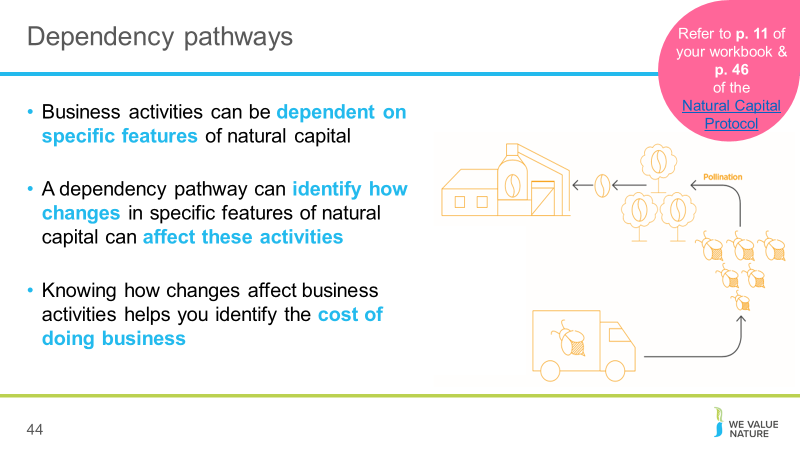 Dependency pathways
Refer to p. 11 of
your workbook &
p. 46
of the
Natural Capital
Protocol
• Business activities can be dependent on
specific features of natural capital
• A dependency pathway can identify how
changes in specific features of natural
capital can affect these activities
• Knowing how changes affect business
activities helps you identify the cost of
doing business
Pollination
44
WE VALUE
NATURE